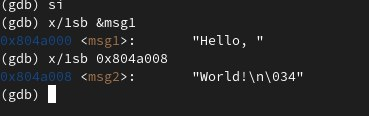 (gdb) si
(gdb) x/1sb &msg1
0x804a000 <msg1>:        "Hello, "
(gdb) x/1sb 0x804a008
0x804a008 <msg2>:        "World!\n\034"
(gdb)